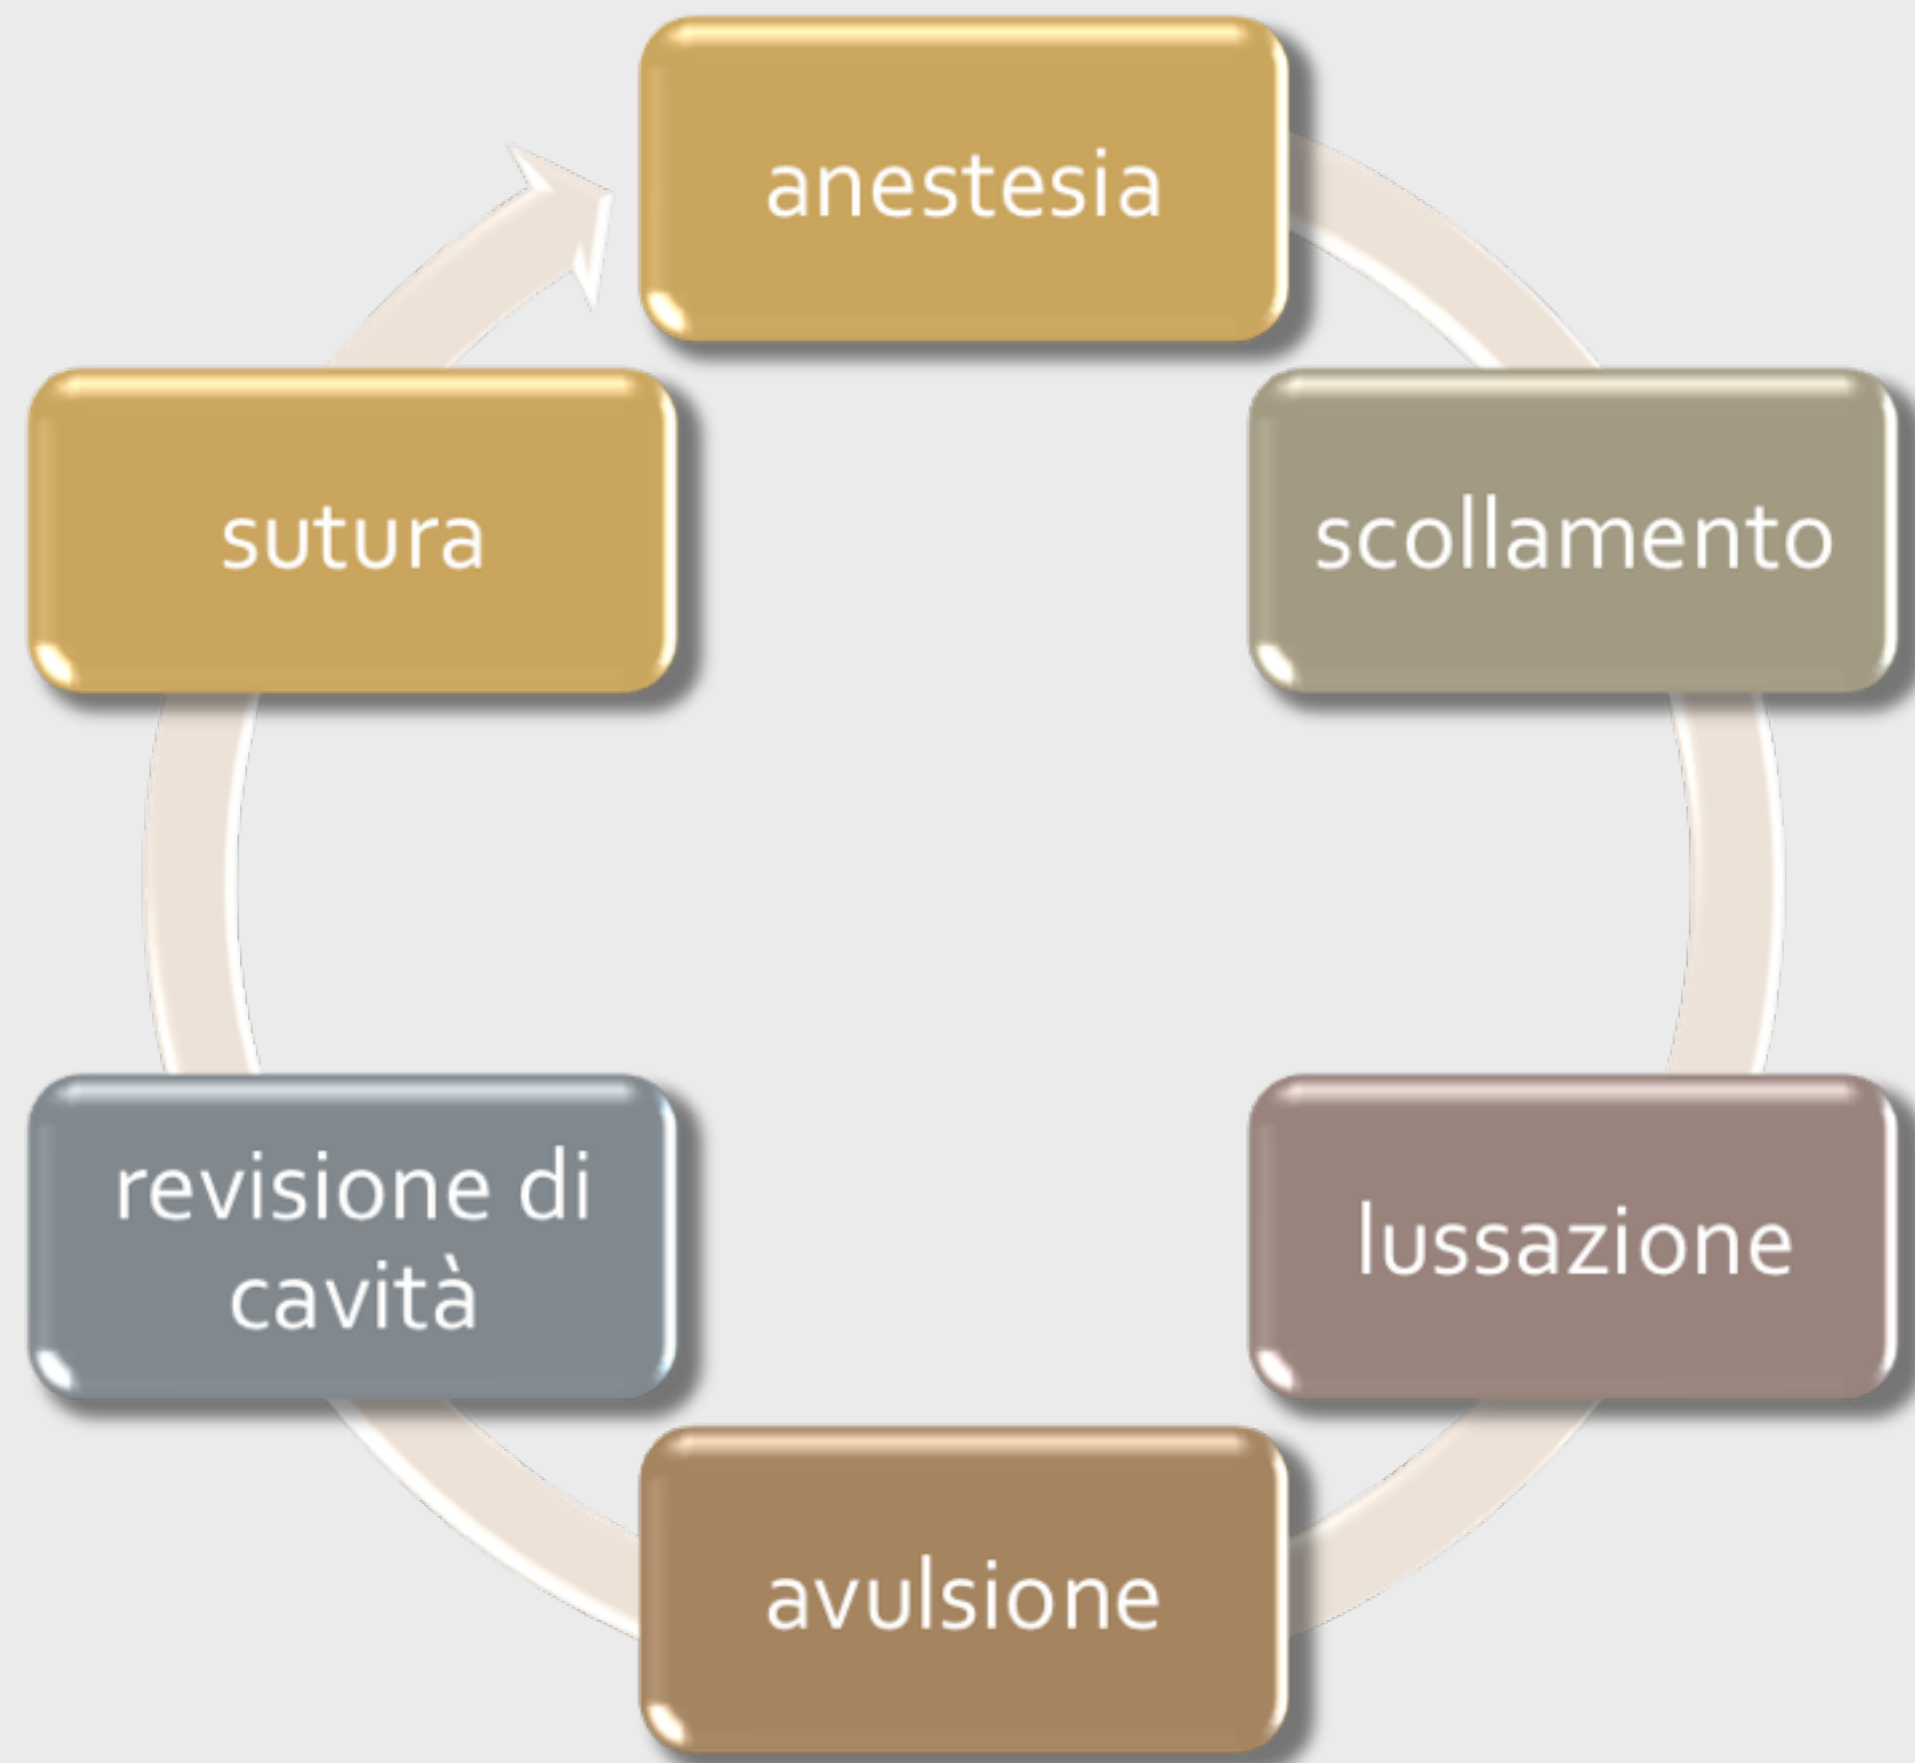 anestesia
scollamento
lussazione
avulsione
revisione di
cavità
sutura